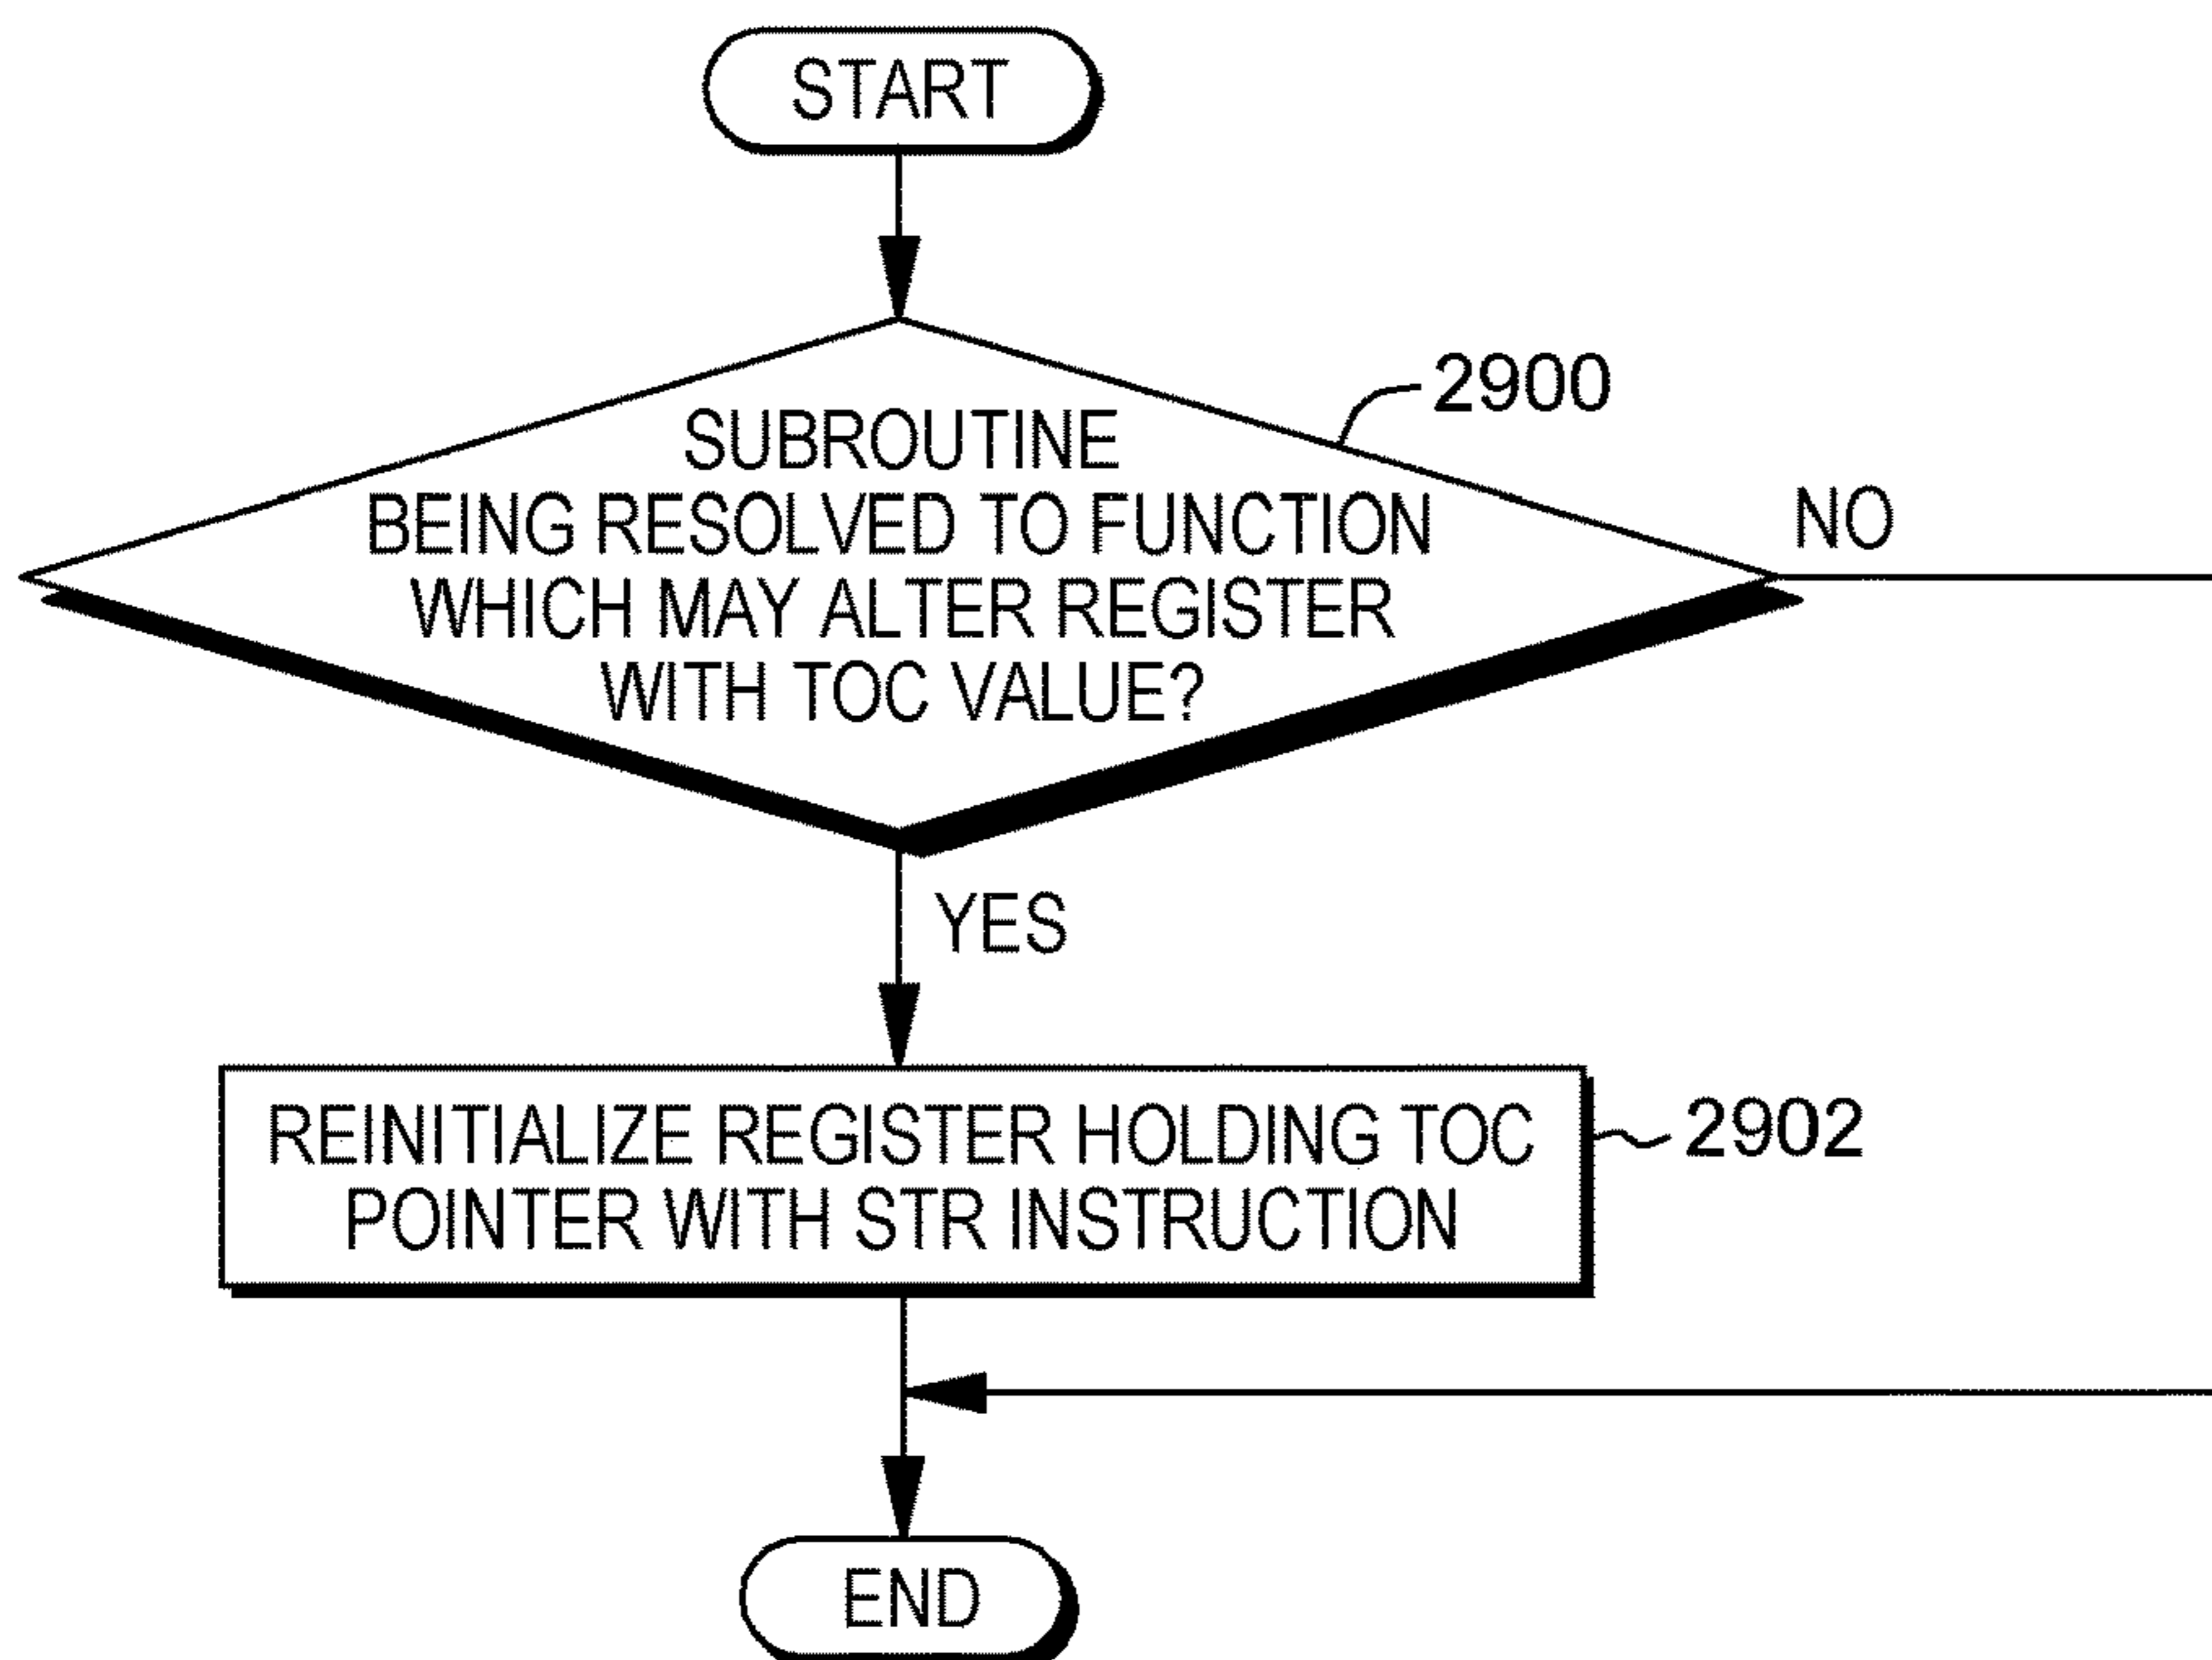 START
2900
SUBROUTINE
BEING RESOLVED TO FUNCTION
WHICH MAY ALTER REGISTER
WITH TOC VALUE?
NO
YES
REINITIALIZE REGISTER HOLDING TOC
POINTER WITH STR INSTRUCTION
2902
END